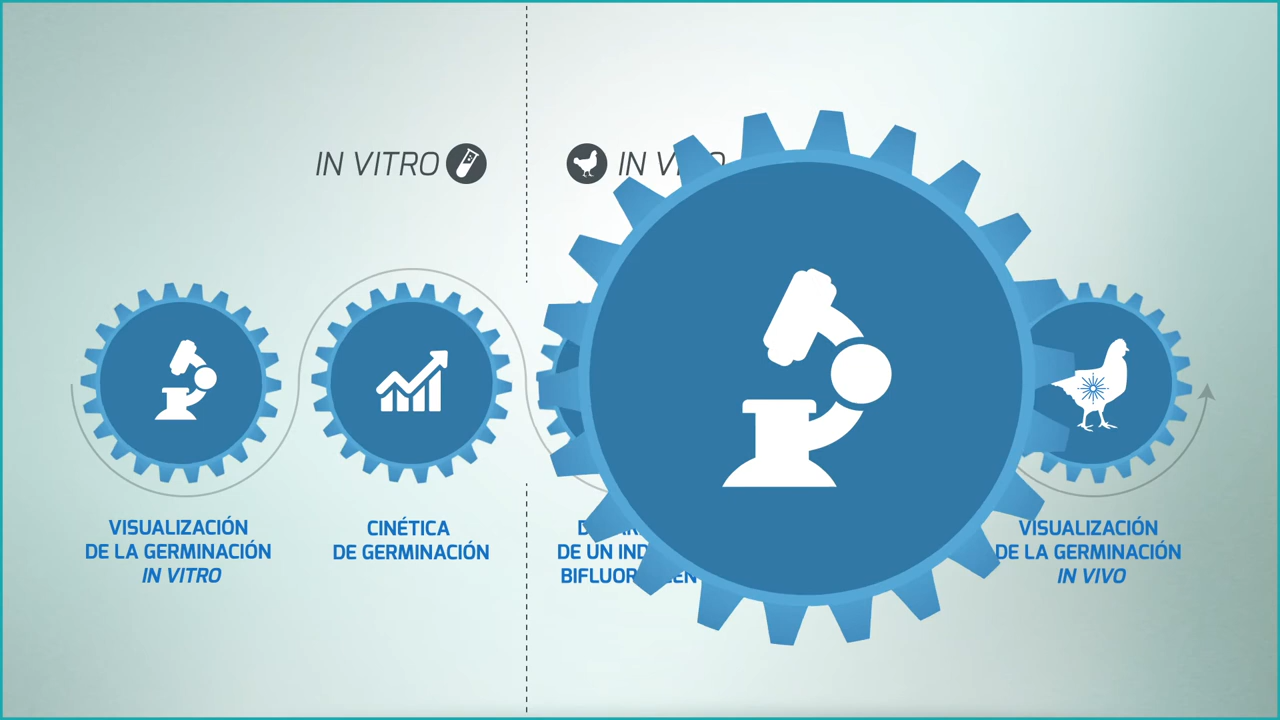 IN VITRO
IN
VISUALIZACIÓN
DE LA GERMINACIÓN
IN VITRO
CINÉTICA
DE GERMINACIÓN
DE UN
VISUALIZACIÓN
DE LA GERMINACIÓN
IN VIVO